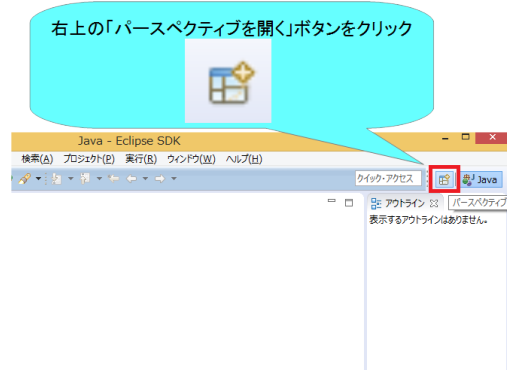 右上の「パースペクティブを開く」ボタンをクリック
Java - Eclipse SDK
検索(A) プロジェクト(P) 実行(R) ウィンドウ(W) ヘルプ(H)
クイック・アクセス
Java
アウトライン
パースペクティブ
表示するアウトラインはありません。